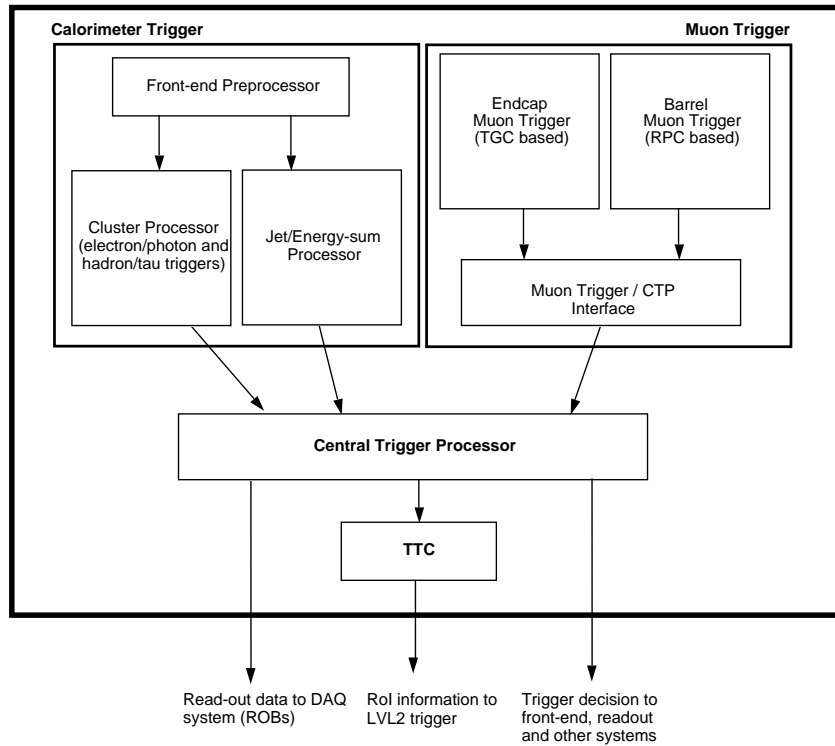 Calorimeter Trigger
Muon Trigger
Front-end Preprocessor
Cluster Processor
(electron/photon and
hadron/tau triggers)
Jet/Energy-sum
Processor
Endcap
Muon Trigger
(TGC based)
Barrel
Muon Trigger
(RPC based)
Muon Trigger / CTP
Interface
Central Trigger Processor
TTC
Read-out data to DAQ
system (ROBs)
RoI information to
LVL2 trigger
Trigger decision to
front-end, readout
and other systems